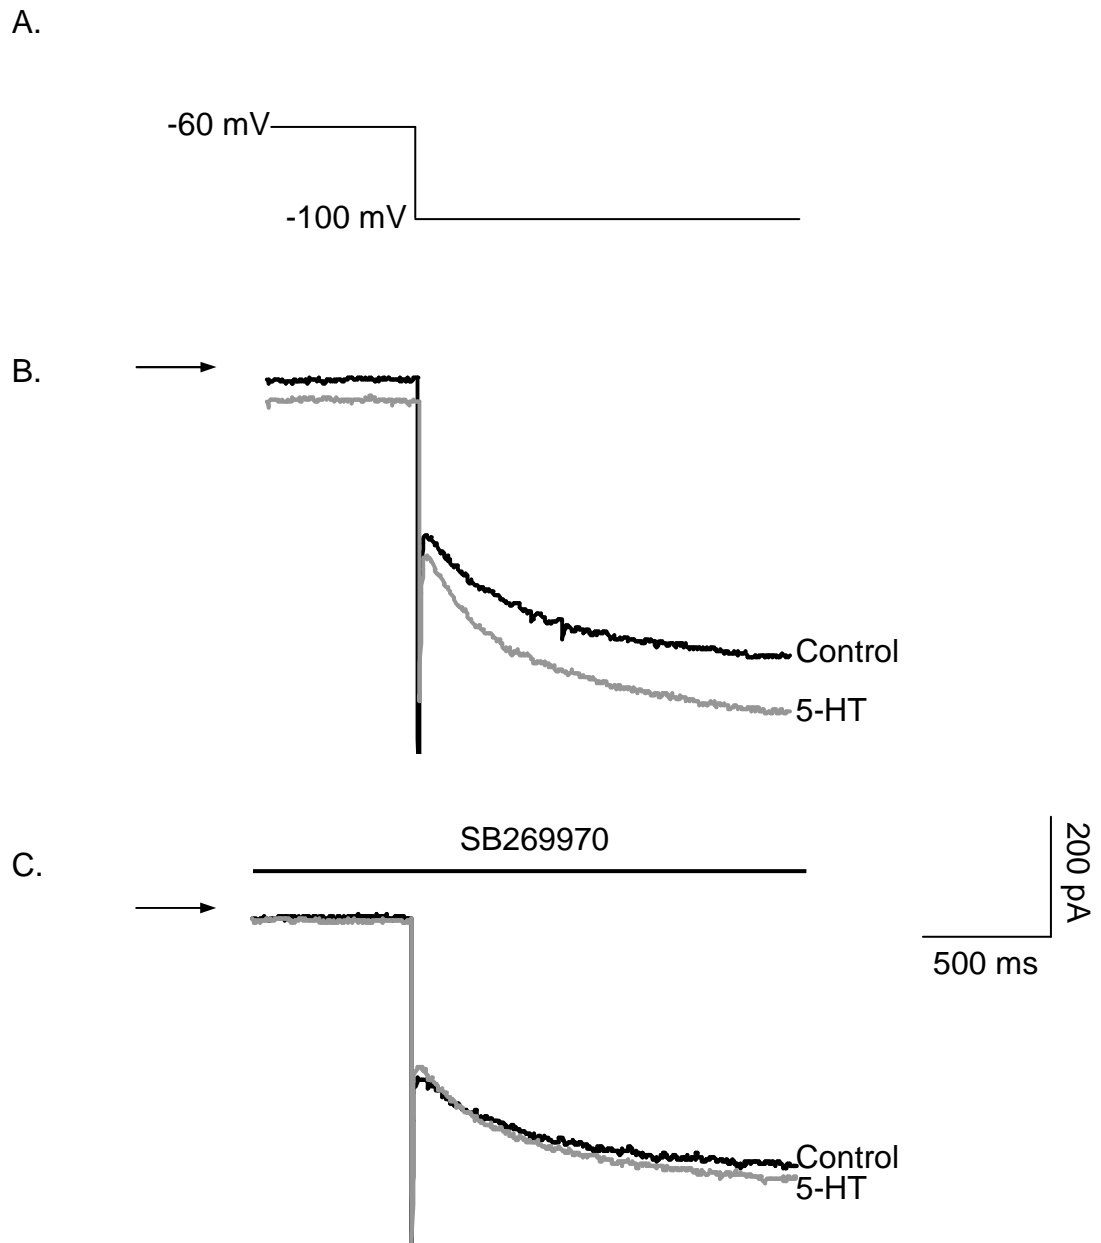 A.
-60 mV
-100 mV
B.
Control
5-HT
SB269970
C.
200 pA
500 ms
Control
5-HT